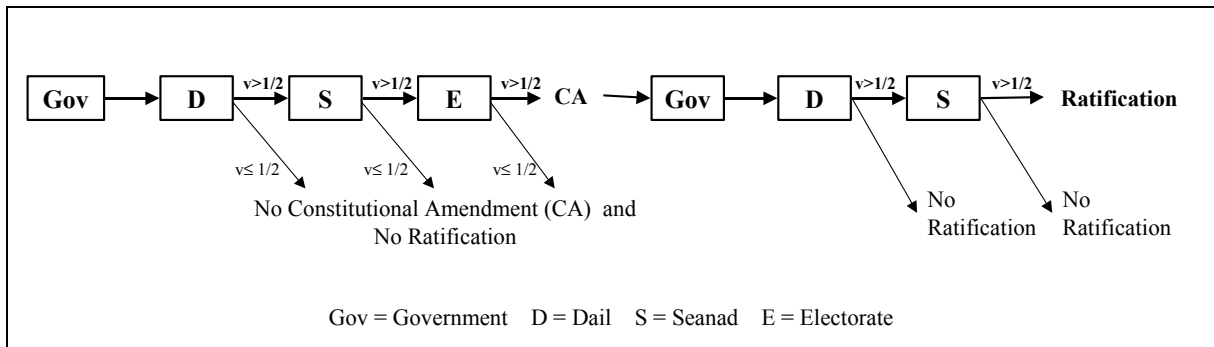 v>1/2 v>1/2 v>1/2 v>1/2 v>1/2
Gov D S E CA Gov D S Ratification
v≤ 1/2 v≤ 1/2 v≤ 1/2
No Constitutional Amendment (CA) and
No Ratification
No
Ratification
No
Ratification
Gov = Government D = Dail S = Seanad E = Electorate